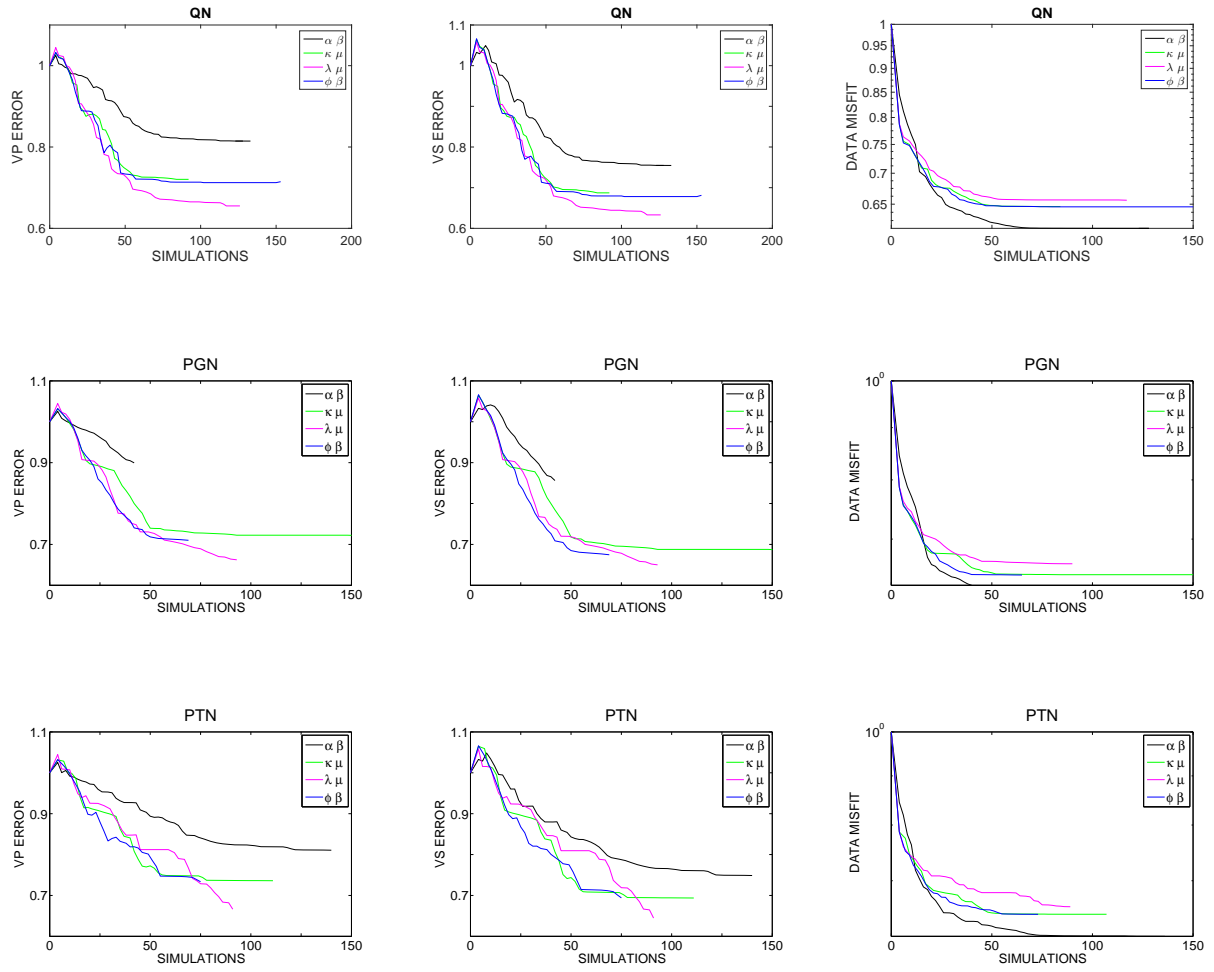 QN
VP ERROR
1
0.8
0.6
0 50 100 150 200
SIMULATIONS
α β
κ μ
λ μ
ϕ β
QN
VS ERROR
1.1
1
0.9
0.8
0.7
0.6
0 50 100 150 200
SIMULATIONS
α β
κ μ
λ μ
ϕ β
QN
DATA MISFIT
1
0.95
0.9
0.85
0.8
0.75
0.7
0.65
0 50 100 150
SIMULATIONS
α β
κ μ
λ μ
ϕ β
PGN
VP ERROR
1.1
0.9
0.7
0 50 100 150
SIMULATIONS
α β
κ μ
λ μ
ϕ β
PGN
VS ERROR
1.1
0.9
0.7
0 50 100 150
SIMULATIONS
α β
κ μ
λ μ
ϕ β
PGN
DATA MISFIT
10⁰
0 50 100 150
SIMULATIONS
α β
κ μ
λ μ
ϕ β
PTN
VP ERROR
1.1
0.9
0.7
0 50 100 150
SIMULATIONS
α β
κ μ
λ μ
ϕ β
PTN
VS ERROR
1.1
0.9
0.7
0 50 100 150
SIMULATIONS
α β
κ μ
λ μ
ϕ β
PTN
DATA MISFIT
10⁰
0 50 100 150
SIMULATIONS
α β
κ μ
λ μ
ϕ β